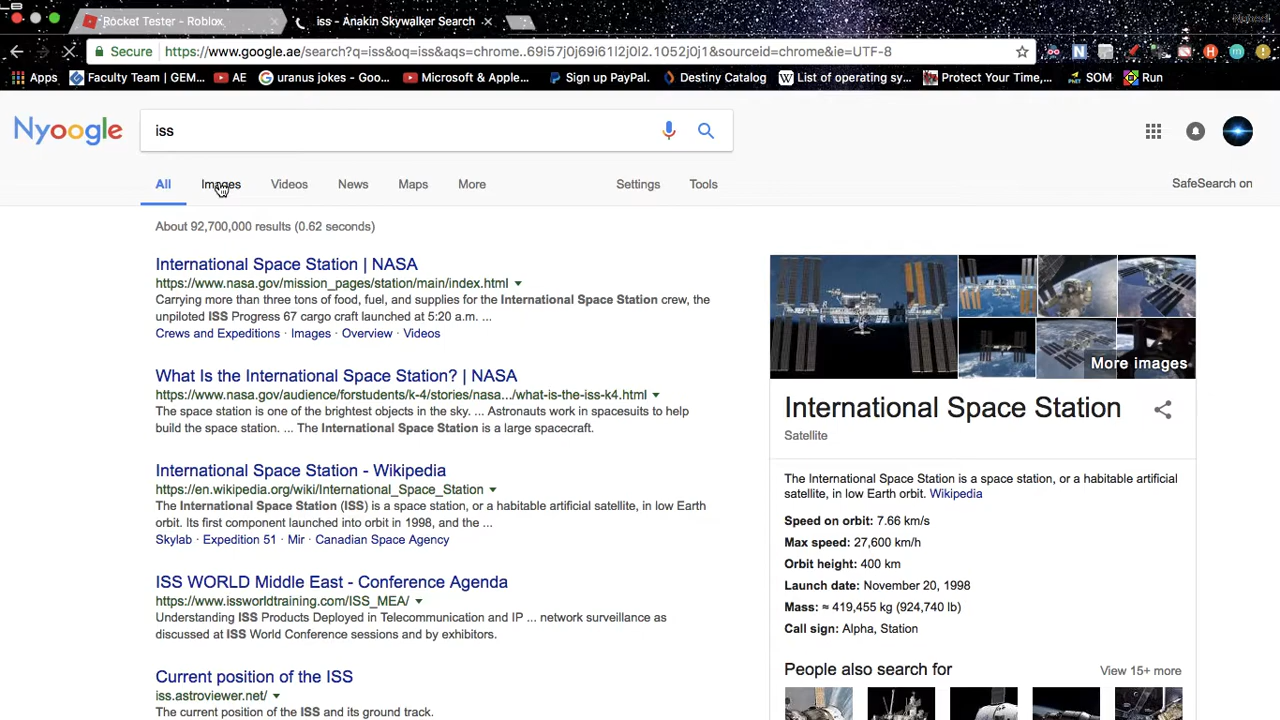 Rocket Tester - Roblox
iss - Anakin Skywalker Search
Secure https://www.google.ae/search?q=iss&oq=iss&aqs=chrome..69i57j0j69i61l2j0l2.1052j0j1&sourceid=chrome&ie=UTF-8
Apps Faculty Team | GEM... AE uranus jokes - Goo... Microsoft & Apple... Sign up PayPal. Destiny Catalog List of operating sy... Protect Your Time,... PMT SOM Run
Nyoogle iss
All Images Videos News Maps More Settings Tools SafeSearch on
About 92,700,000 results (0.62 seconds)
International Space Station | NASA
https://www.nasa.gov/mission_pages/station/main/index.html
Carrying more than three tons of food, fuel, and supplies for the International Space Station crew, the
unpiloted ISS Progress 67 cargo craft launched at 5:20 a.m. ...
Crews and Expeditions · Images · Overview · Videos
What Is the International Space Station? | NASA
https://www.nasa.gov/audience/forstudents/k-4/stories/nasa.../what-is-the-iss-k4.html
The space station is one of the brightest objects in the sky. ... Astronauts work in spacesuits to help
build the space station. ... The International Space Station is a large spacecraft.
International Space Station - Wikipedia
https://en.wikipedia.org/wiki/International_Space_Station
The International Space Station (ISS) is a space station, or a habitable artificial satellite, in low Earth
orbit. Its first component launched into orbit in 1998, and the ...
Skylab · Expedition 51 · Mir · Canadian Space Agency
ISS WORLD Middle East - Conference Agenda
https://www.issworldtraining.com/ISS_MEA/
Understanding ISS Products Deployed in Telecommunication and IP ... network surveillance as
discussed at ISS World Conference sessions and by exhibitors.
Current position of the ISS
iss.astroviewer.net/
The current position of the ISS and its ground track.
More images
International Space Station
Satellite
The International Space Station is a space station, or a habitable artificial
satellite, in low Earth orbit. Wikipedia
Speed on orbit: 7.66 km/s
Max speed: 27,600 km/h
Orbit height: 400 km
Launch date: November 20, 1998
Mass: ≈ 419,455 kg (924,740 lb)
Call sign: Alpha, Station
People also search for View 15+ more